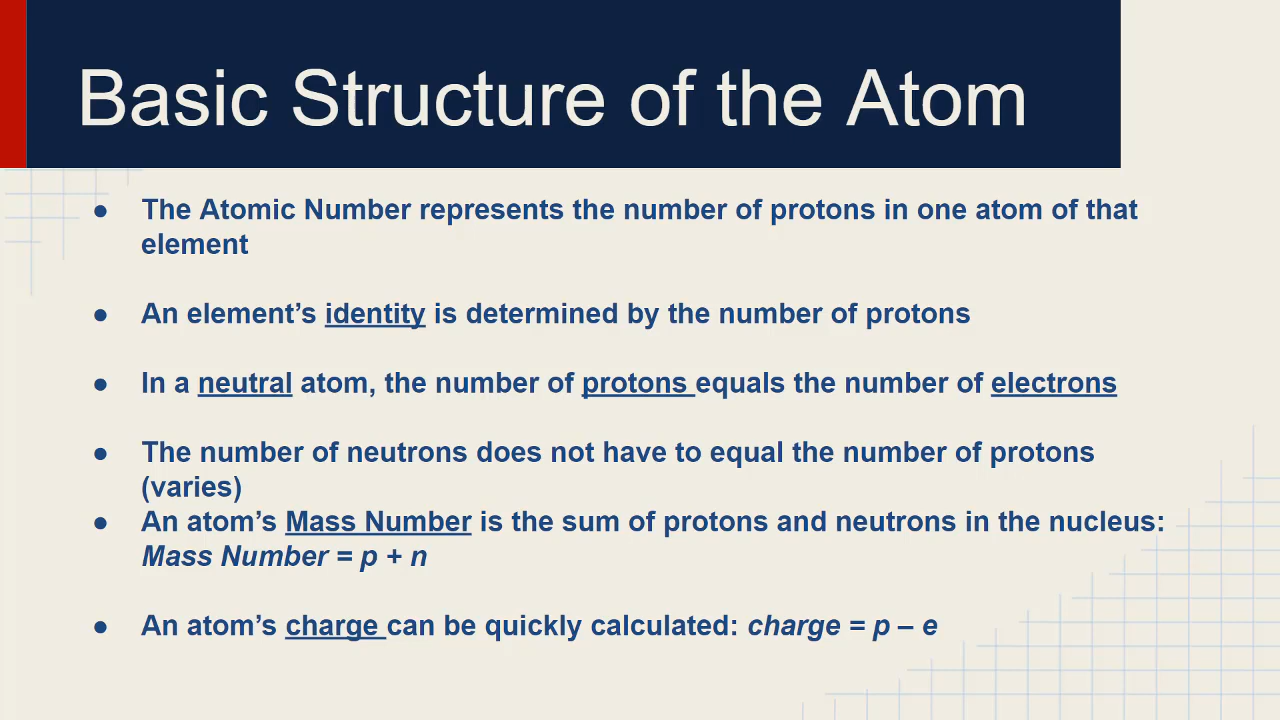 Basic Structure of the Atom
● The Atomic Number represents the number of protons in one atom of that
element
● An element’s identity is determined by the number of protons
● In a neutral atom, the number of protons equals the number of electrons
● The number of neutrons does not have to equal the number of protons
(varies)
● An atom’s Mass Number is the sum of protons and neutrons in the nucleus:
Mass Number = p + n
● An atom’s charge can be quickly calculated: charge = p – e